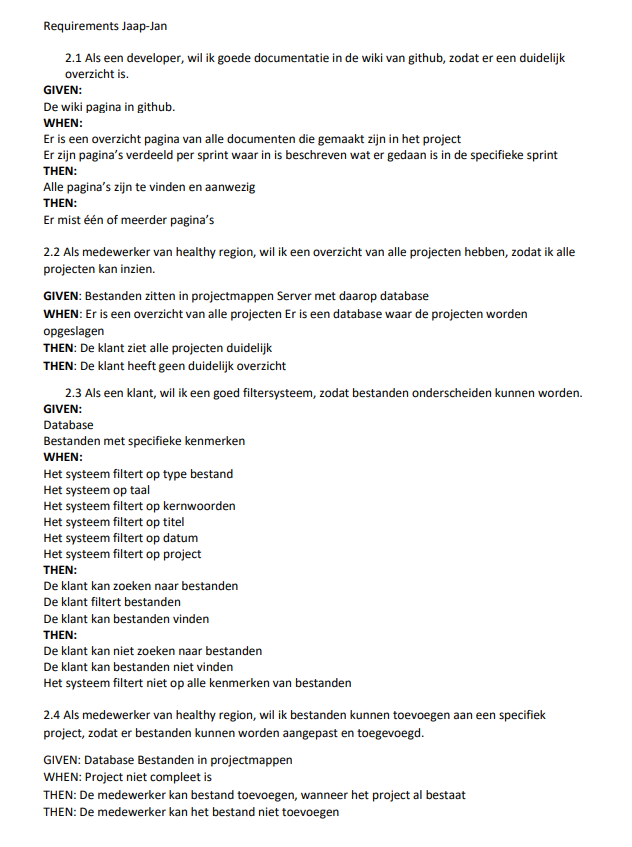 Requirements Jaap-Jan
2.1 Als een developer, wil ik goede documentatie in de wiki van github, zodat er een duidelijk
overzicht is.
GIVEN:
De wiki pagina in github.
WHEN:
Er is een overzicht pagina van alle documenten die gemaakt zijn in het project
Er zijn pagina's verdeeld per sprint waar in is beschreven wat er gedaan is in de specifieke sprint
THEN:
Alle pagina's zijn te vinden en aanwezig
THEN:
Er mist één of meerder pagina's
2.2 Als medewerker van healthy region, wil ik een overzicht van alle projecten hebben, zodat ik alle
projecten kan inzien.
GIVEN: Bestanden zitten in projectmappen Server met daarop database
WHEN: Er is een overzicht van alle projecten Er is een database waar de projecten worden
opgeslagen
THEN: De klant ziet alle projecten duidelijk
THEN: De klant heeft geen duidelijk overzicht
2.3 Als een klant, wil ik een goed filtersysteem, zodat bestanden onderscheiden kunnen worden.
GIVEN:
Database
Bestanden met specifieke kenmerken
WHEN:
Het systeem filtert op type bestand
Het systeem op taal
Het systeem filtert op kernwoorden
Het systeem filtert op titel
Het systeem filtert op datum
Het systeem filtert op project
THEN:
De klant kan zoeken naar bestanden
De klant filtert bestanden
De klant kan bestanden vinden
THEN:
De klant kan niet zoeken naar bestanden
De klant kan bestanden niet vinden
Het systeem filtert niet op alle kenmerken van bestanden
2.4 Als medewerker van healthy region, wil ik bestanden kunnen toevoegen aan een specifiek
project, zodat er bestanden kunnen worden aangepast en toegevoegd.
GIVEN: Database Bestanden in projectmappen
WHEN: Project niet compleet is
THEN: De medewerker kan bestand toevoegen, wanneer het project al bestaat
THEN: De medewerker kan het bestand niet toevoegen